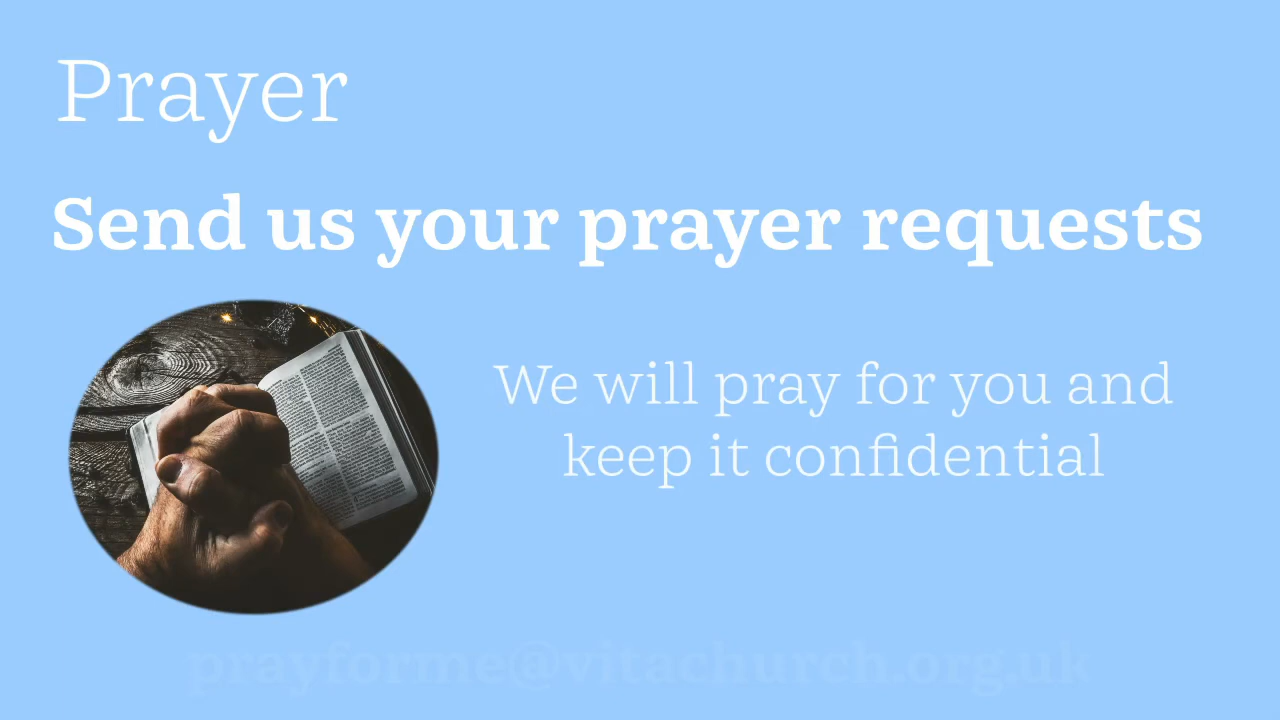 Prayer
Send us your prayer requests
We will pray for you and
keep it confidential
prayforme@vitachurch.org.uk